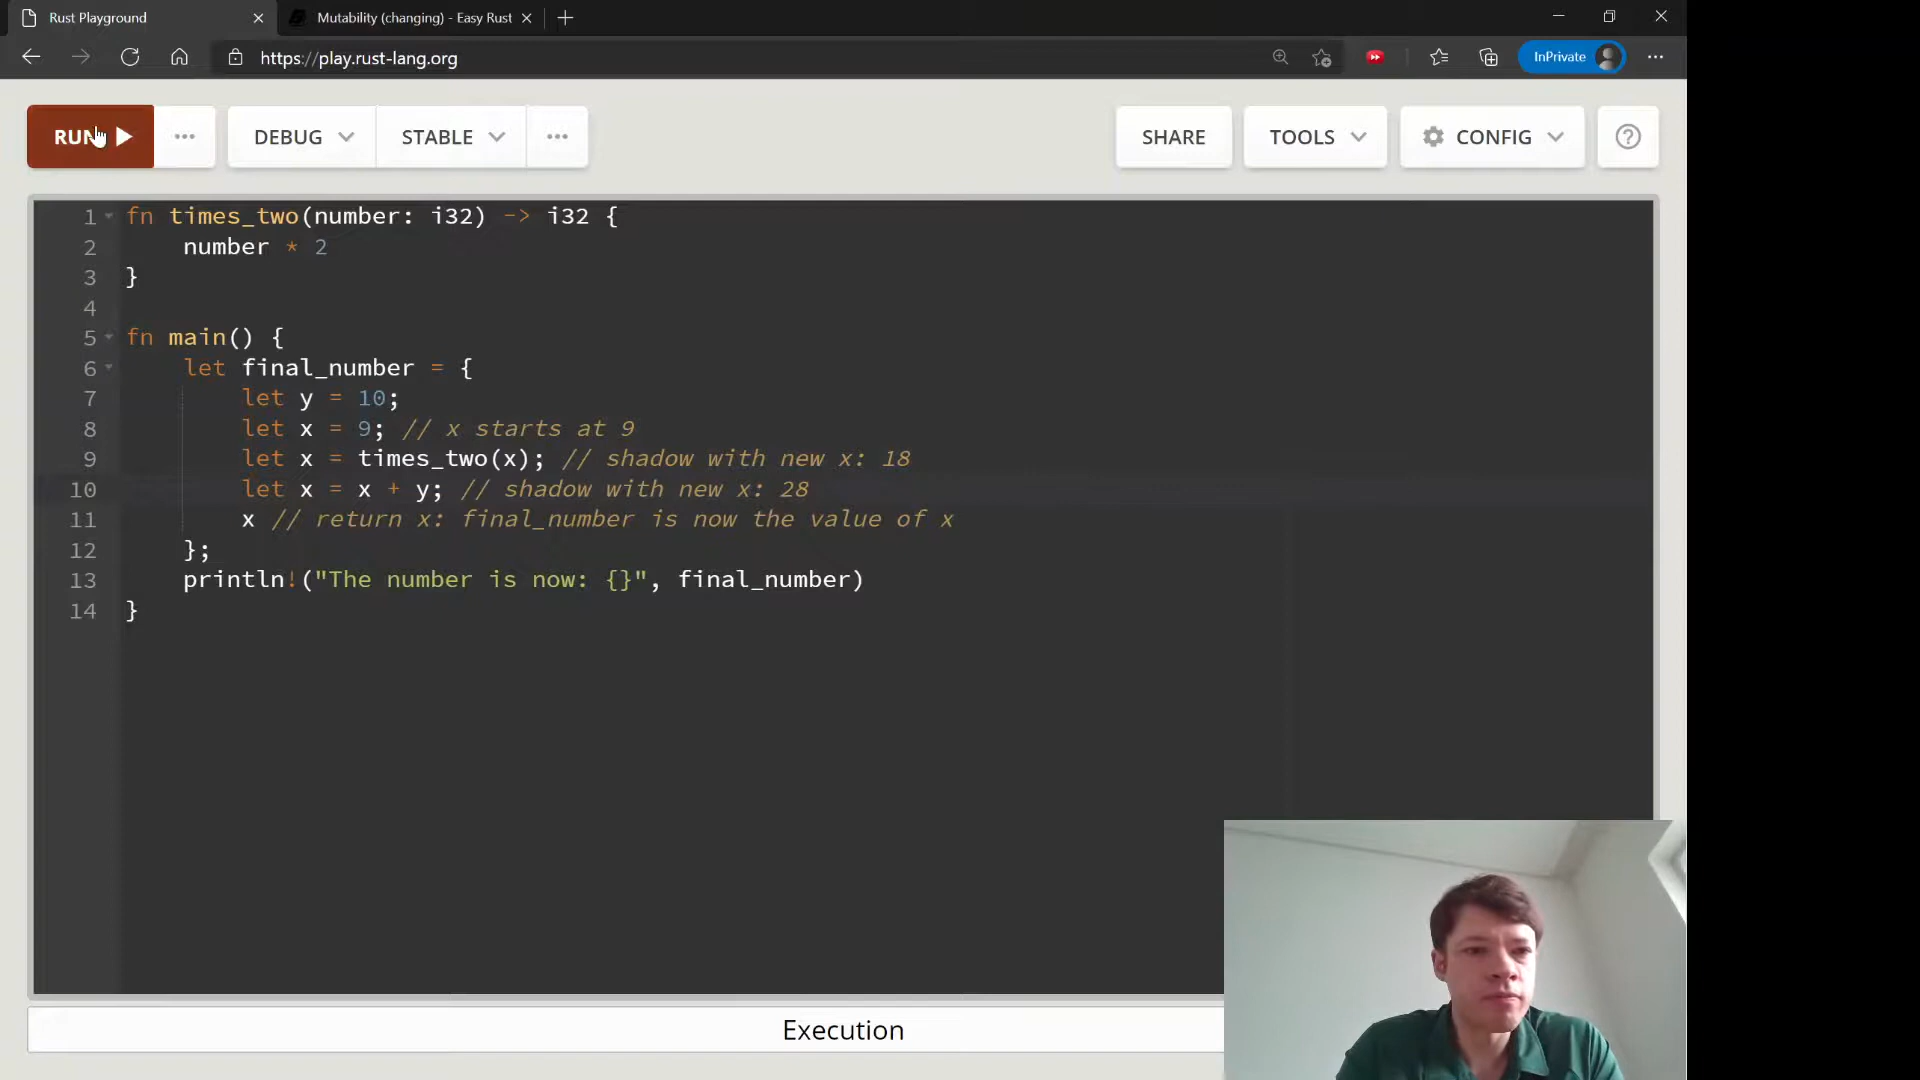 Rust Playground
Mutability (changing) - Easy Rust
https://play.rust-lang.org
InPrivate
RUN
DEBUG
STABLE
SHARE
TOOLS
CONFIG
1 fn times_two(number: i32) -> i32 {
2 number * 2
3 }
4
5 fn main() {
6 let final_number = {
7 let y = 10;
8 let x = 9; // x starts at 9
9 let x = times_two(x); // shadow with new x: 18
10 let x = x + y; // shadow with new x: 28
11 x // return x: final_number is now the value of x
12 };
13 println!("The number is now: {}", final_number)
14 }
Execution